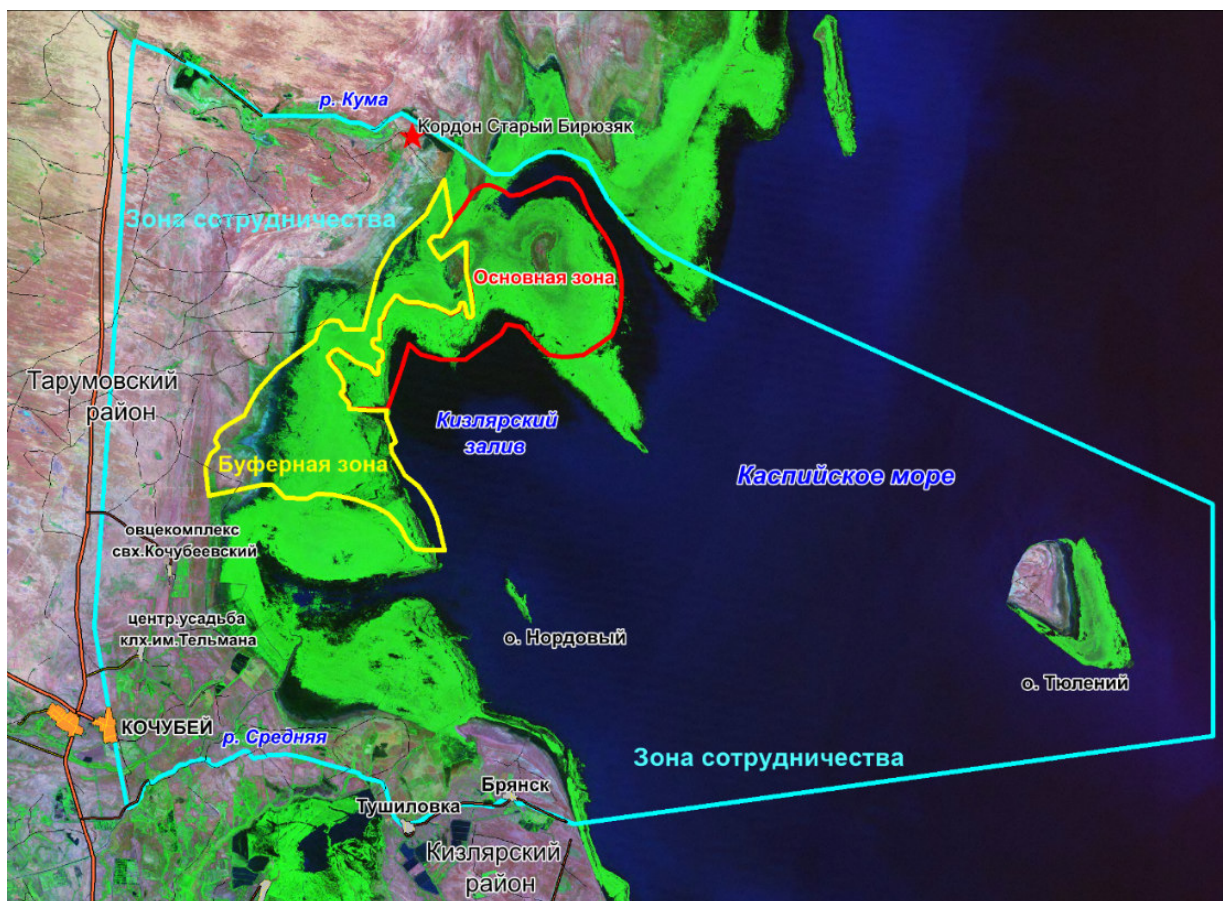 р. Кума
Кордон Старый Бирюзяк
Зона сотрудничества
Основная зона
Тарумовский
район
Кизлярский
залив
Буферная зона
Каспийское море
овцекомплекс
свх.Кочубеевский
центр.усадьба
клх.им.Тельмана
о. Нордовый
о. Тюлений
КОЧУБЕЙ
р. Средняя
Зона сотрудничества
Брянск
Тушиловка
Кизлярский
район